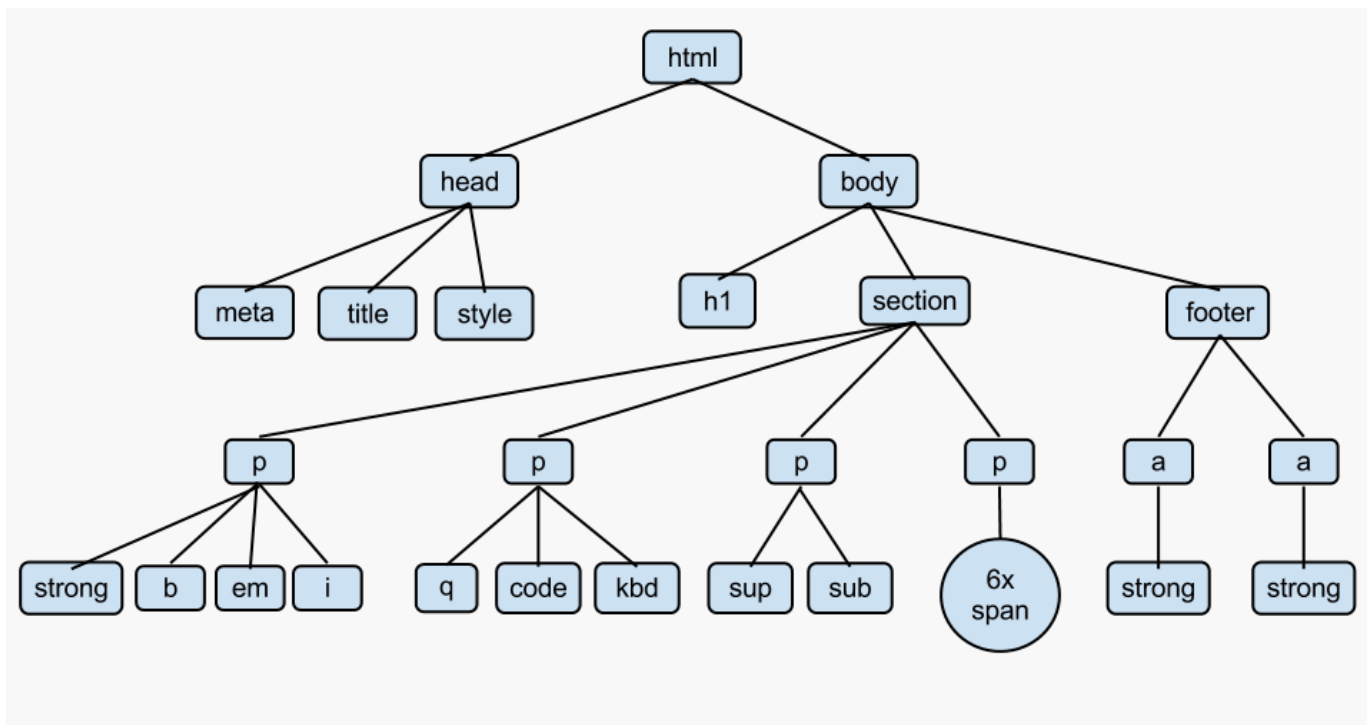 html
head
body
meta
title
style
h1
section
footer
p
p
p
p
a
a
strong
b
em
i
q
code
kbd
sup
sub
6x
span
strong
strong